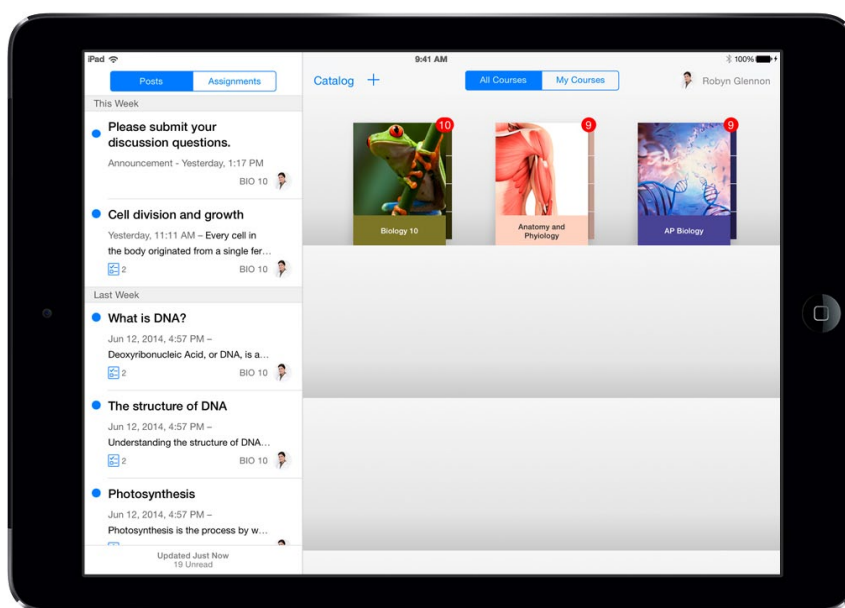 iPad
9:41 AM
100%
Posts
Assignments
Catalog +
All Courses
My Courses
Robyn Glennon
This Week
Please submit your
discussion questions.
Announcement - Yesterday, 1:17 PM
BIO 10
Cell division and growth
Yesterday, 11:11 AM – Every cell in
the body originated from a single fer…
2
BIO 10
Last Week
What is DNA?
Jun 12, 2014, 4:57 PM –
Deoxyribonucleic Acid, or DNA, is a…
2
BIO 10
The structure of DNA
Jun 12, 2014, 4:57 PM –
Understanding the structure of DNA…
2
BIO 10
Photosynthesis
Jun 12, 2014, 4:57 PM –
Photosynthesis is the process by w…
Updated Just Now
19 Unread
10
Biology 10
9
Anatomy and
Phyiology
9
AP Biology